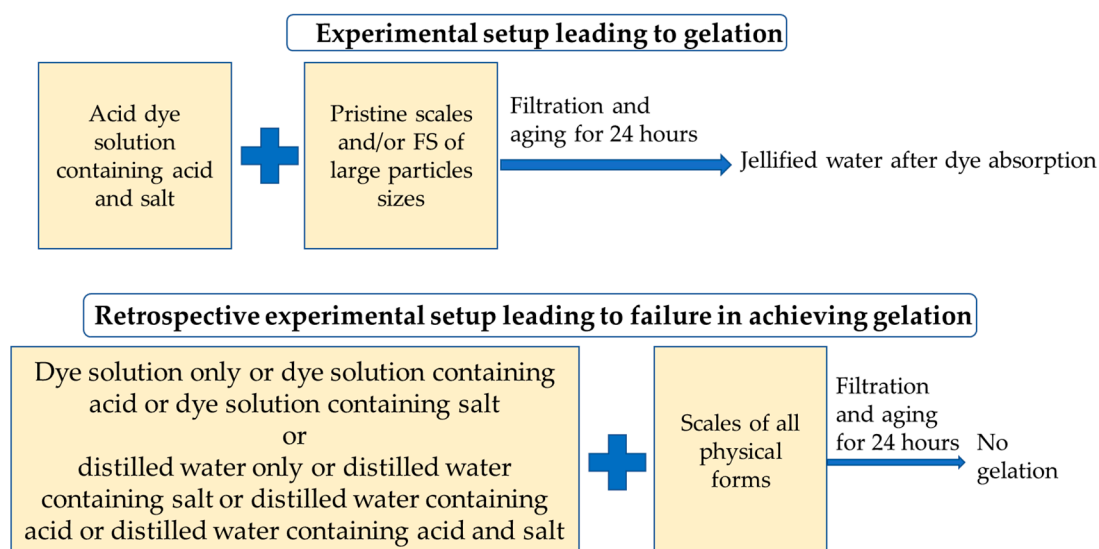 Experimental setup leading to gelation
Acid dye
solution
containing acid
and salt
Pristine scales
and/or FS of
large particles
sizes
Filtration and
aging for 24 hours
Jellified water after dye absorption
Retrospective experimental setup leading to failure in achieving gelation
Dye solution only or dye solution containing
acid or dye solution containing salt
or
distilled water only or distilled water
containing salt or distilled water containing
acid or distilled water containing acid and salt
Scales of all
physical
forms
Filtration
and aging
for 24 hours
No
gelation